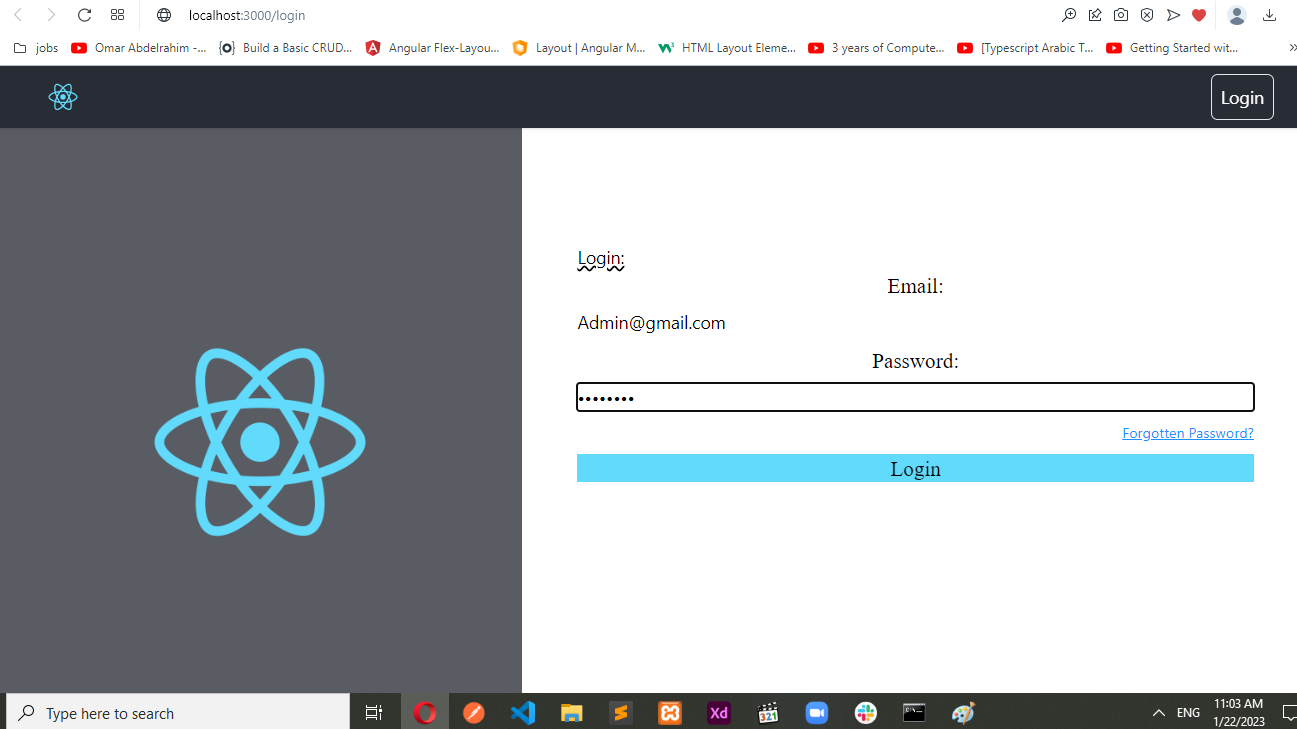 localhost:3000/login
jobs
Omar Abdelrahim -...
Build a Basic CRUD...
Angular Flex-Layou...
Layout | Angular M...
HTML Layout Eleme...
3 years of Compute...
[Typescript Arabic T...
Getting Started wit...
»
Login
Login:
Email:
Admin@gmail.com
Password:
••••••••
Forgotten Password?
Login
Type here to search
Xd
321
ENG
11:03 AM
1/22/2023